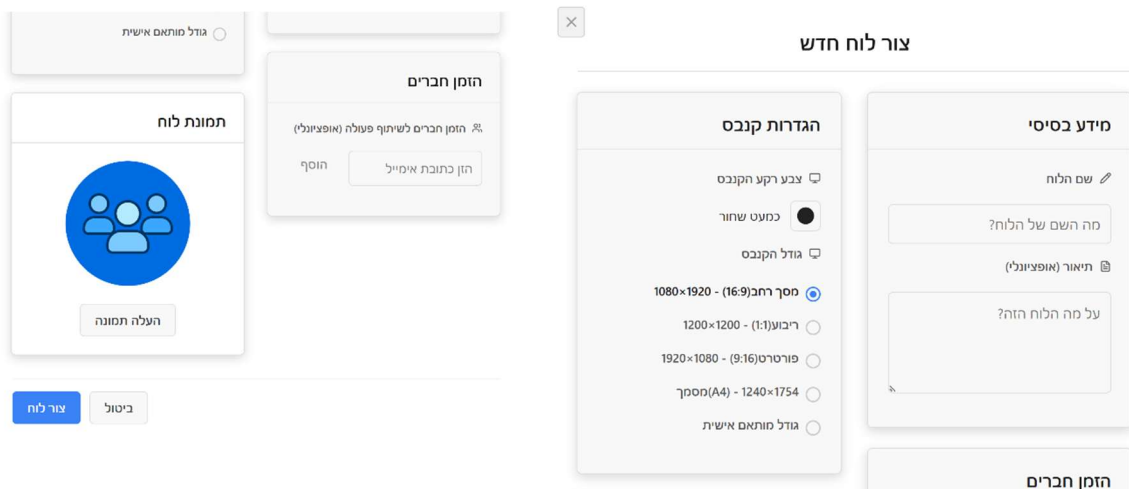 צור לוח חדש
מידע בסיסי
שם הלוח
מה השם של הלוח?
תיאור (אופציונלי)
על מה הלוח הזה?
הזמן חברים
הגדרות קנבס
צבע רקע הקנבס
כמעט שחור
גודל הקנבס
מסך רחב(16:9) - 1080×1920
ריבוע(1:1) - 1200×1200
פורטרט(9:16) - 1920×1080
מסמך(A4) - 1240×1754
גודל מותאם אישית
הזמן חברים
הזמן חברים לשיתוף פעולה (אופציונלי)
הזן כתובת אימייל
הוסף
גודל מותאם אישית
תמונת לוח
העלה תמונה
ביטול
צור לוח